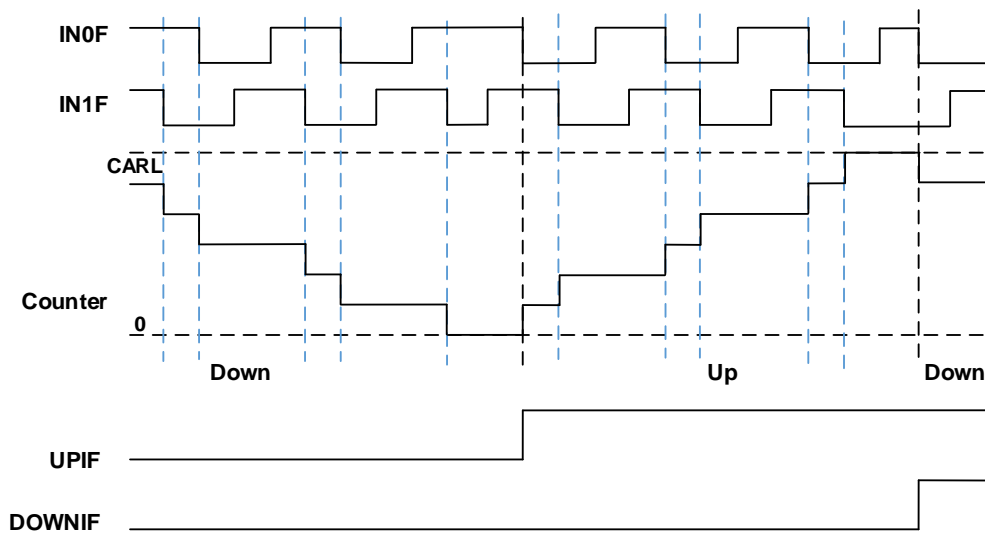 IN0F
IN1F
CARL
Counter
0
Down Up Down
UPIF
DOWNIF